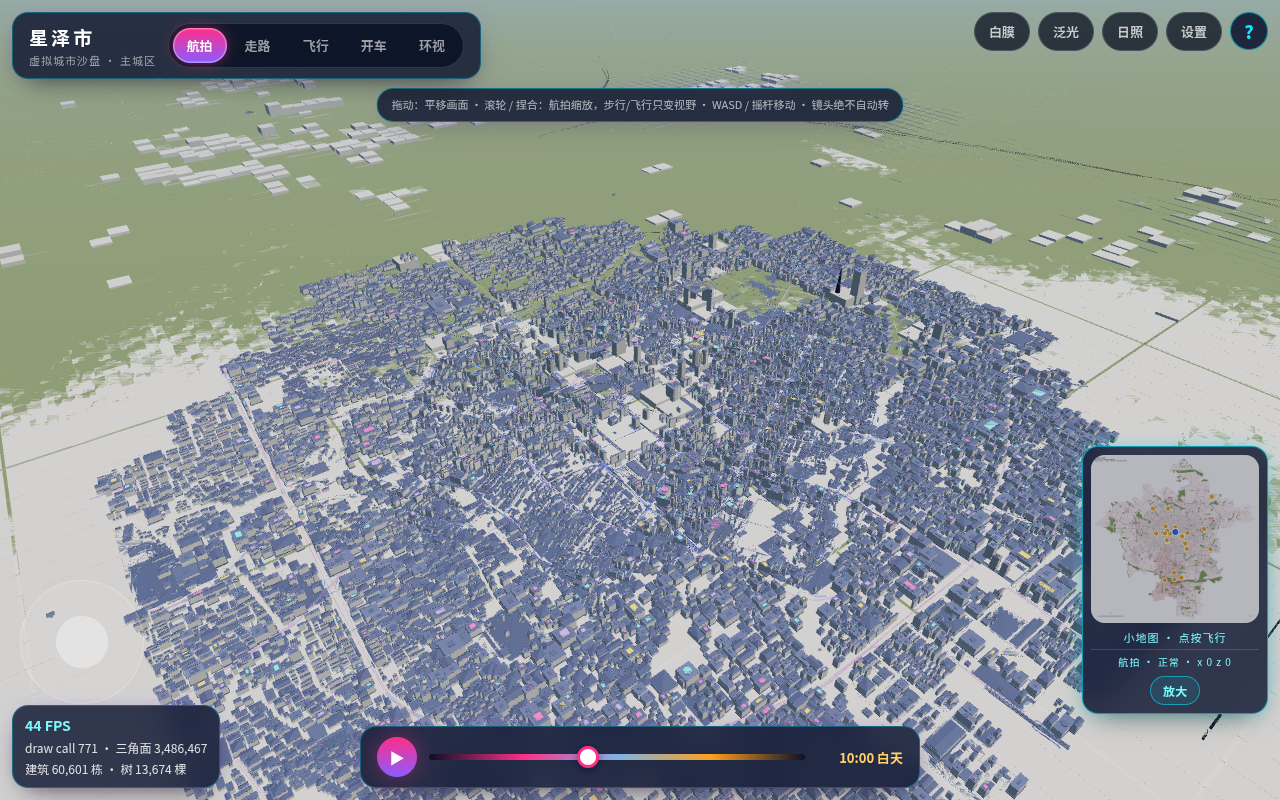 星泽市
虚拟城市沙盘 · 主城区
航拍
走路
飞行
开车
环视
白膜
泛光
日照
设置
?
拖动：平移画面 · 滚轮 / 捏合：航拍缩放，步行/飞行只变视野 · WASD / 摇杆移动 · 镜头绝不自动转
小地图 · 点按飞行
航拍 · 正常 · x 0 z 0
放大
44 FPS
draw call 771 · 三角面 3,486,467
建筑 60,601 栋 · 树 13,674 棵
10:00 白天